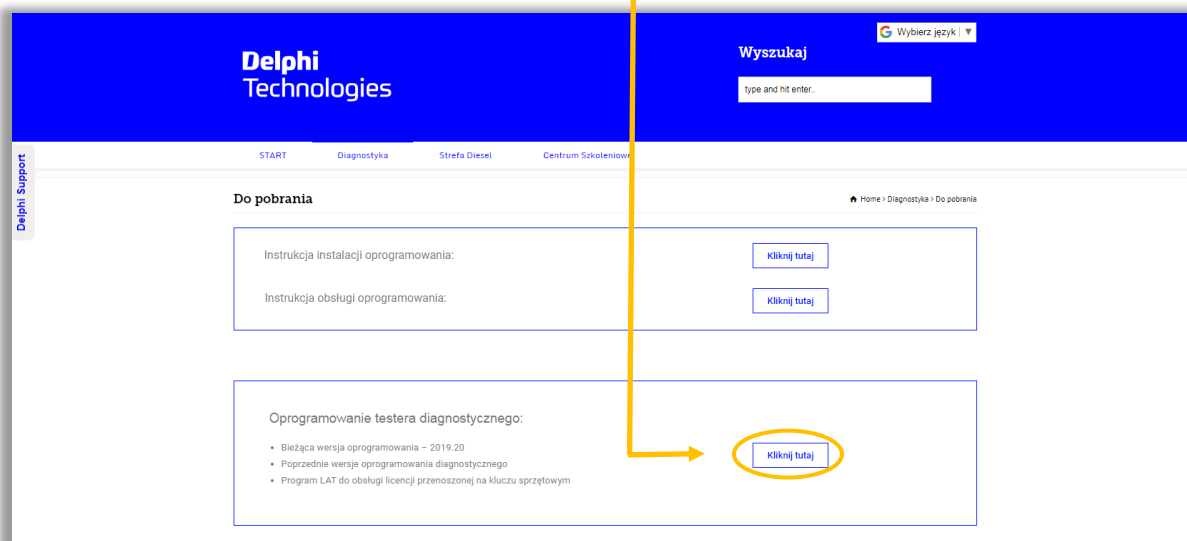 Wybierz język ▼
Delphi
Technologies
Wyszukaj
type and hit enter..
START Diagnostyka Strefa Diesel Centrum Szkoleniowe
Delphi Support
Do pobrania
Home > Diagnostyka > Do pobrania
Instrukcja instalacji oprogramowania: Kliknij tutaj
Instrukcja obsługi oprogramowania: Kliknij tutaj
Oprogramowanie testera diagnostycznego:
• Bieżąca wersja oprogramowania – 2019.20
Kliknij tutaj
• Poprzednie wersje oprogramowania diagnostycznego
• Program LAT do obsługi licencji przenoszonej na kluczu sprzętowym